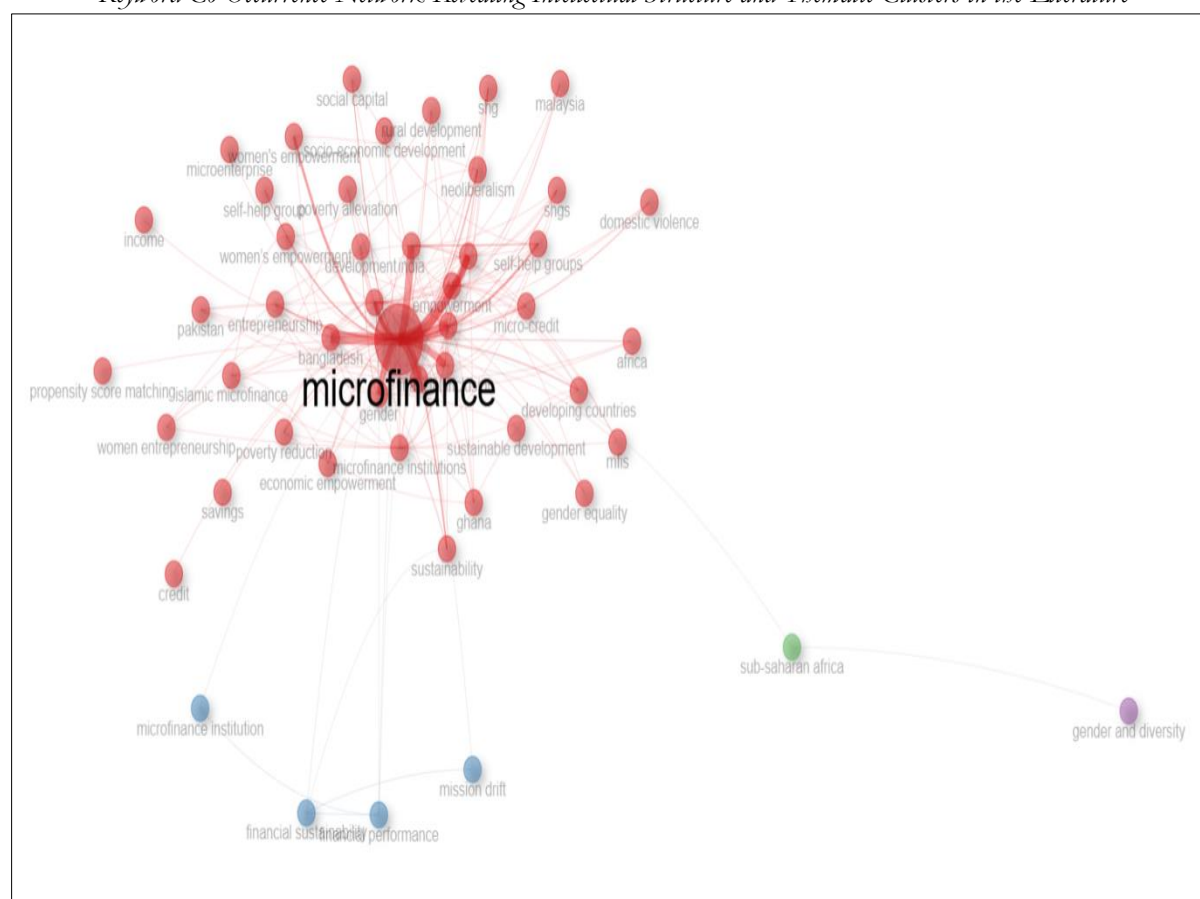 Keyword Co-Occurrence Network Revealing Intellectual Structure and Thematic Clusters in the Literature
social capital
shg
malaysia
rural development
women's empowerment
socio-economic development
microenterprise
neoliberalism
self-help group
poverty alleviation
shgs
domestic violence
income
women's empowerment
development
india
self-help groups
empowerment
pakistan
entrepreneurship
micro-credit
bangladesh
africa
propensity score matching
islamic microfinance
microfinance
gender
developing countries
women entrepreneurship
poverty reduction
sustainable development
microfinance institutions
mfis
economic empowerment
savings
ghana
gender equality
sustainability
credit
sub-saharan africa
microfinance institution
gender and diversity
mission drift
financial sustainability
financial performance